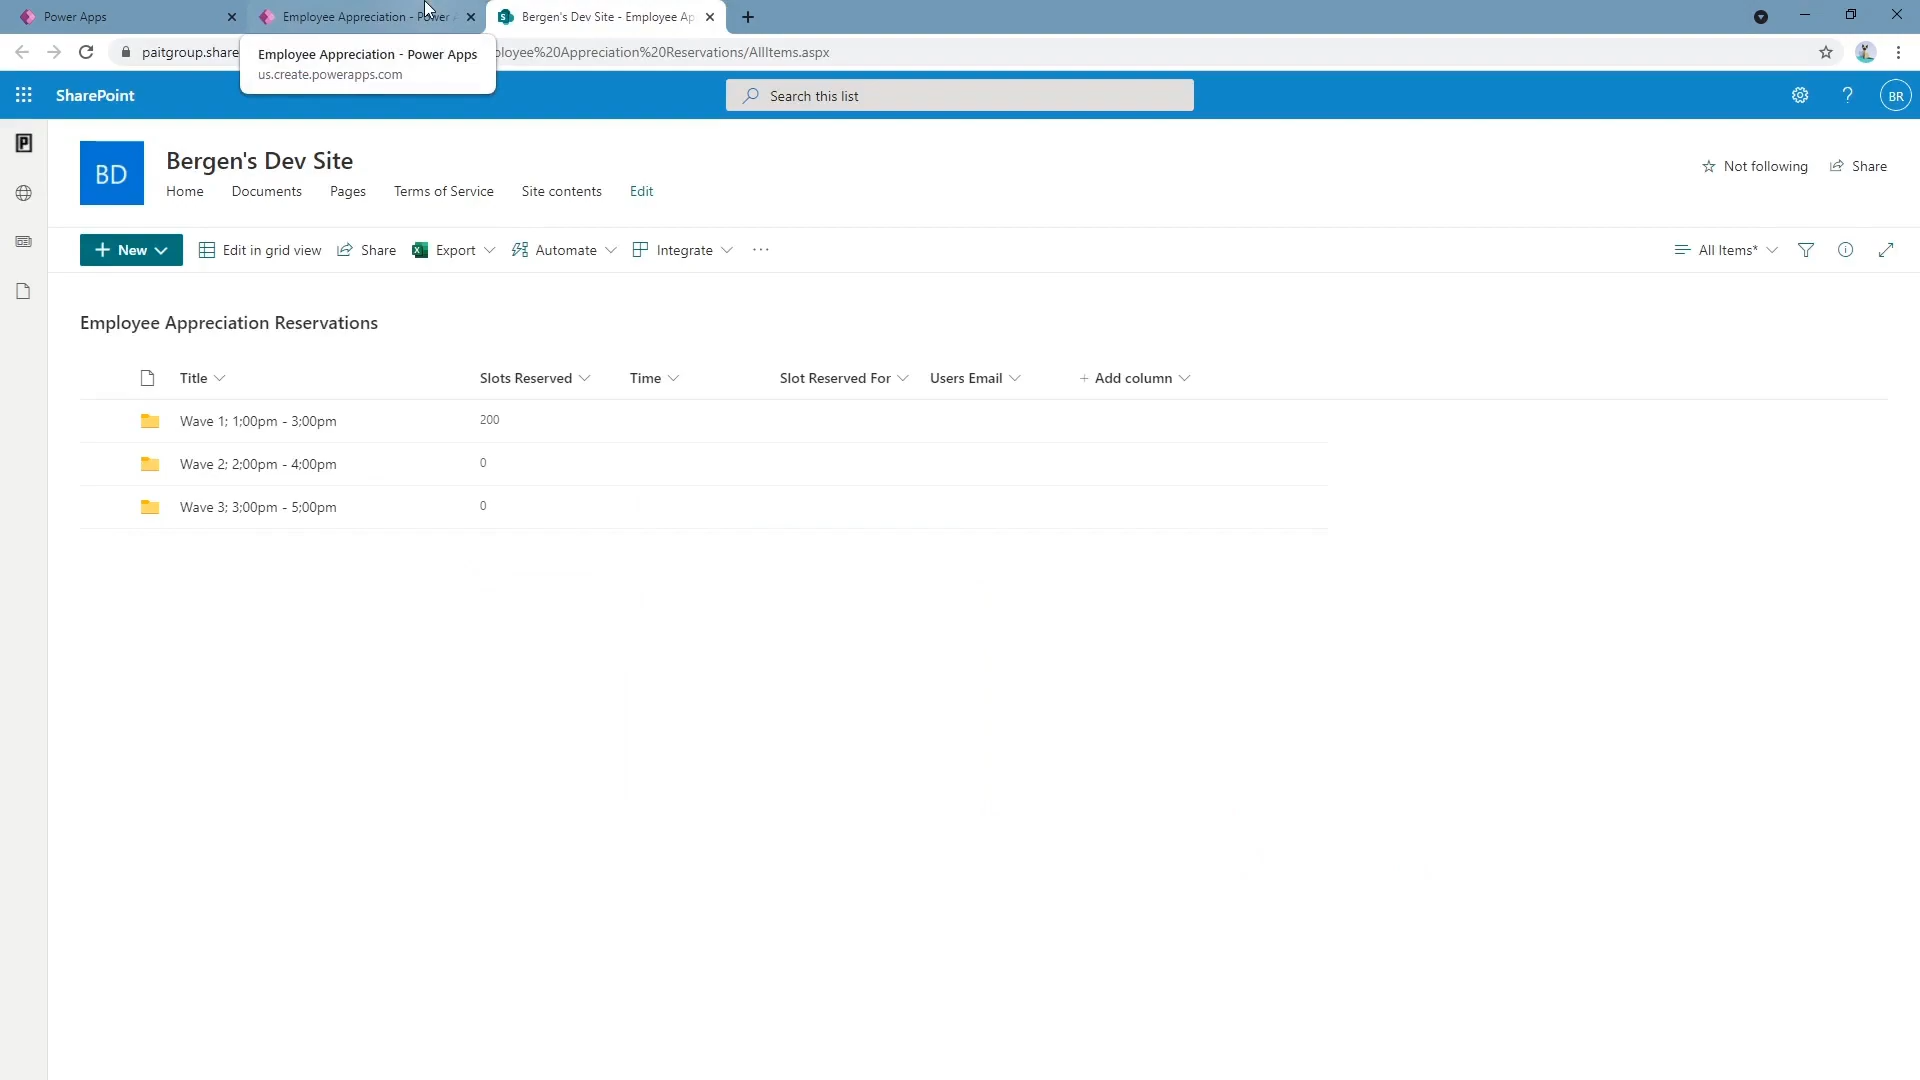 Power Apps
Employee Appreciation - Power
Bergen's Dev Site - Employee Ap
paitgroup.share
ployee%20Appreciation%20Reservations/AllItems.aspx
Employee Appreciation - Power Apps
us.create.powerapps.com
SharePoint
Search this list
BR
BD
Bergen's Dev Site
Not following
Share
Home
Documents
Pages
Terms of Service
Site contents
Edit
New
Edit in grid view
Share
Export
Automate
Integrate
All Items*
Employee Appreciation Reservations
Title
Slots Reserved
Time
Slot Reserved For
Users Email
Add column
Wave 1; 1;00pm - 3;00pm
200
Wave 2; 2;00pm - 4;00pm
0
Wave 3; 3;00pm - 5;00pm
0